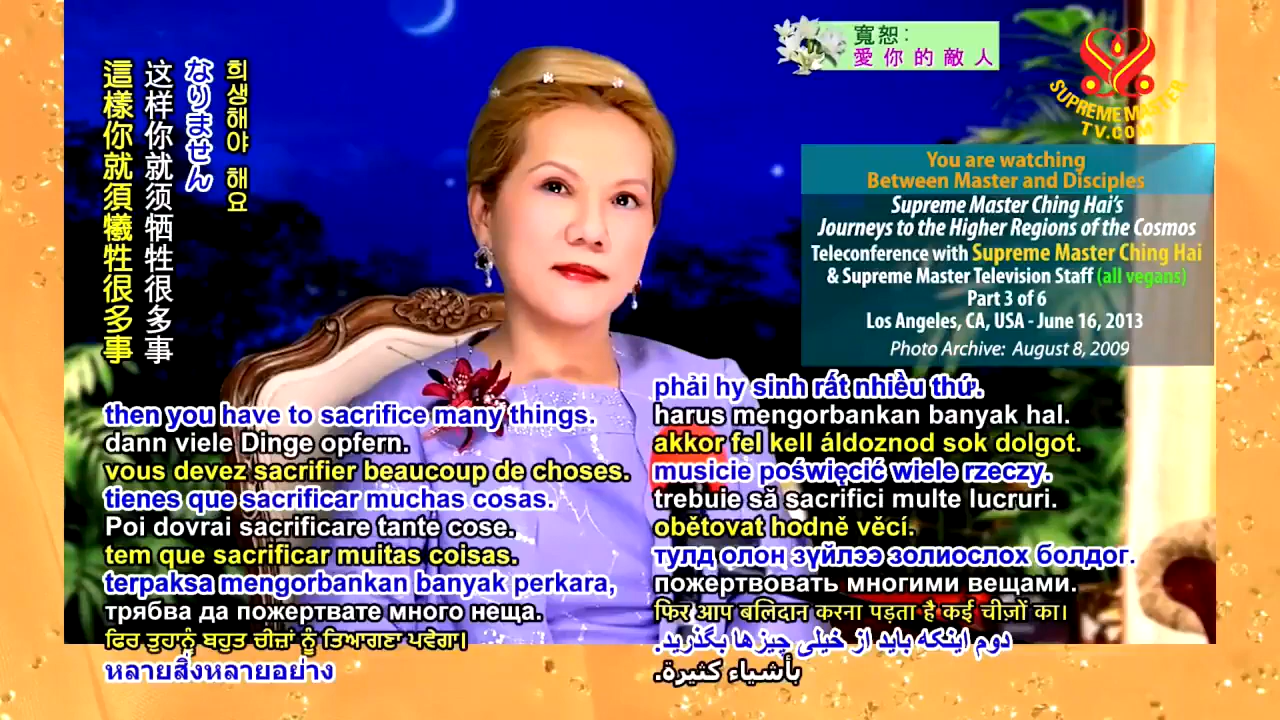 寬恕:
愛你的敵人
SUPREME MASTER
TV.COM
You are watching
Between Master and Disciples
Supreme Master Ching Hai's
Journeys to the Higher Regions of the Cosmos
Teleconference with Supreme Master Ching Hai
& Supreme Master Television Staff (all vegans)
Part 3 of 6
Los Angeles, CA, USA - June 16, 2013
Photo Archive: August 8, 2009
희생해야 해요
なりません
这样你就须牺牲很多事
這樣你就須犧牲很多事
then you have to sacrifice many things.
dann viele Dinge opfern.
vous devez sacrifier beaucoup de choses.
tienes que sacrificar muchas cosas.
Poi dovrai sacrificare tante cose.
tem que sacrificar muitas coisas.
terpaksa mengorbankan banyak perkara,
трябва да пожертвате много неща.
ਫਿਰ ਤੁਹਾਨੂੰ ਬਹੁਤ ਚੀਜ਼ਾਂ ਨੂੰ ਤਿਆਗਣਾ ਪਵੇਗਾ।
หลายสิ่งหลายอย่าง
phải hy sinh rất nhiều thứ.
harus mengorbankan banyak hal.
akkor fel kell áldoznod sok dolgot.
musicie poświęcić wiele rzeczy.
trebuie să sacrifici multe lucruri.
obětovat hodně věcí.
тулд олон зүйлээ золиослох болдог.
пожертвовать многими вещами.
फिर आप बलिदान करना पड़ता है कई चीज़ों का।
دوم اینکه باید از خیلی چیزها بگذرید.
بأشياء كثيرة.